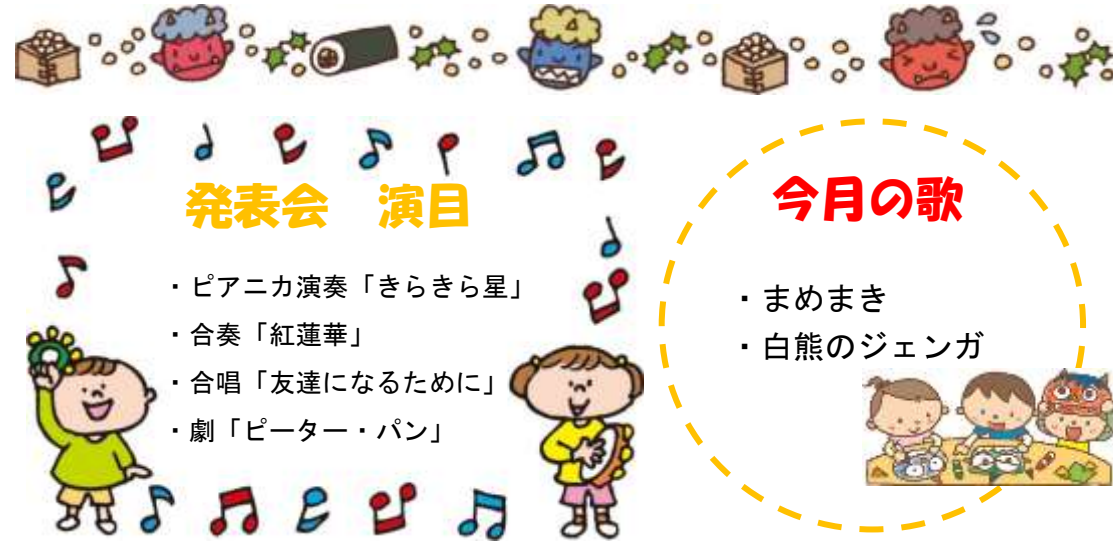 発表会　演目
・ピアニカ演奏「きらきら星」
・合奏「紅蓮華」
・合唱「友達になるために」
・劇「ピーター・パン」
今月の歌
・まめまき
・白熊のジェンガ